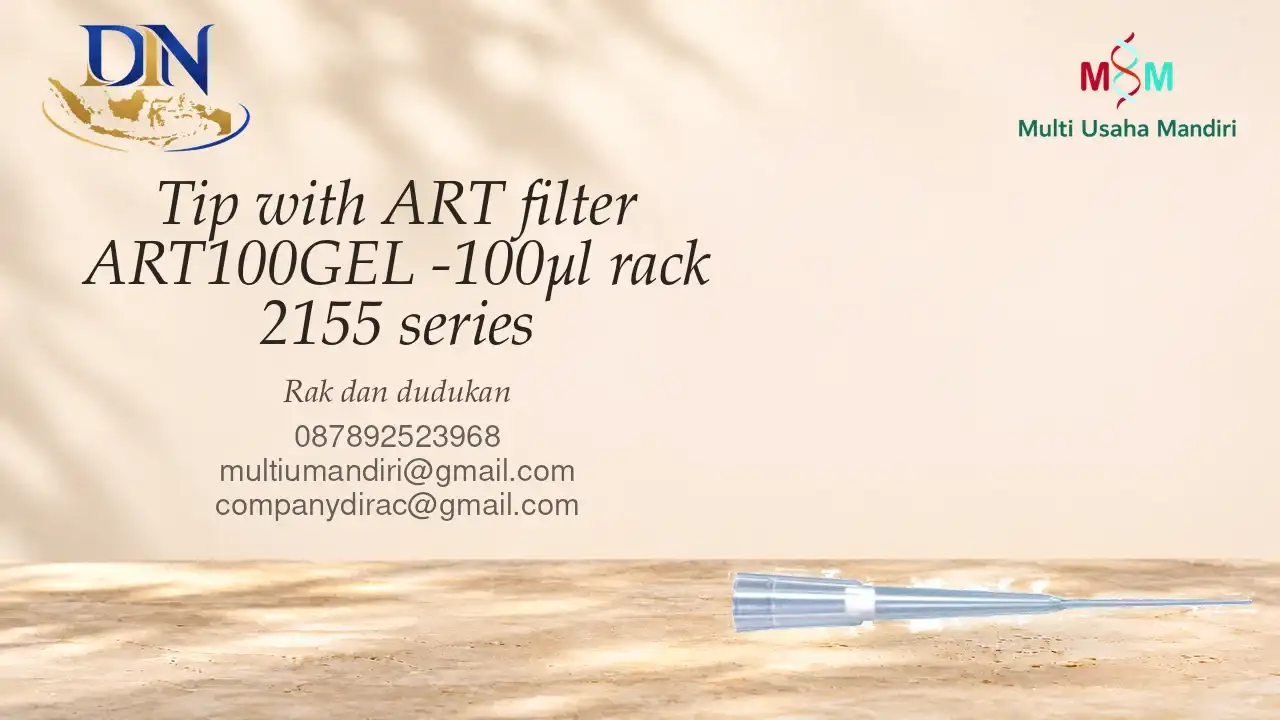 DIN
M M
Multi Usaha Mandiri
Tip with ART filter
ART100GEL -100µl rack
2155 series
Rak dan dudukan
087892523968
multiumandiri@gmail.com
companydirac@gmail.com